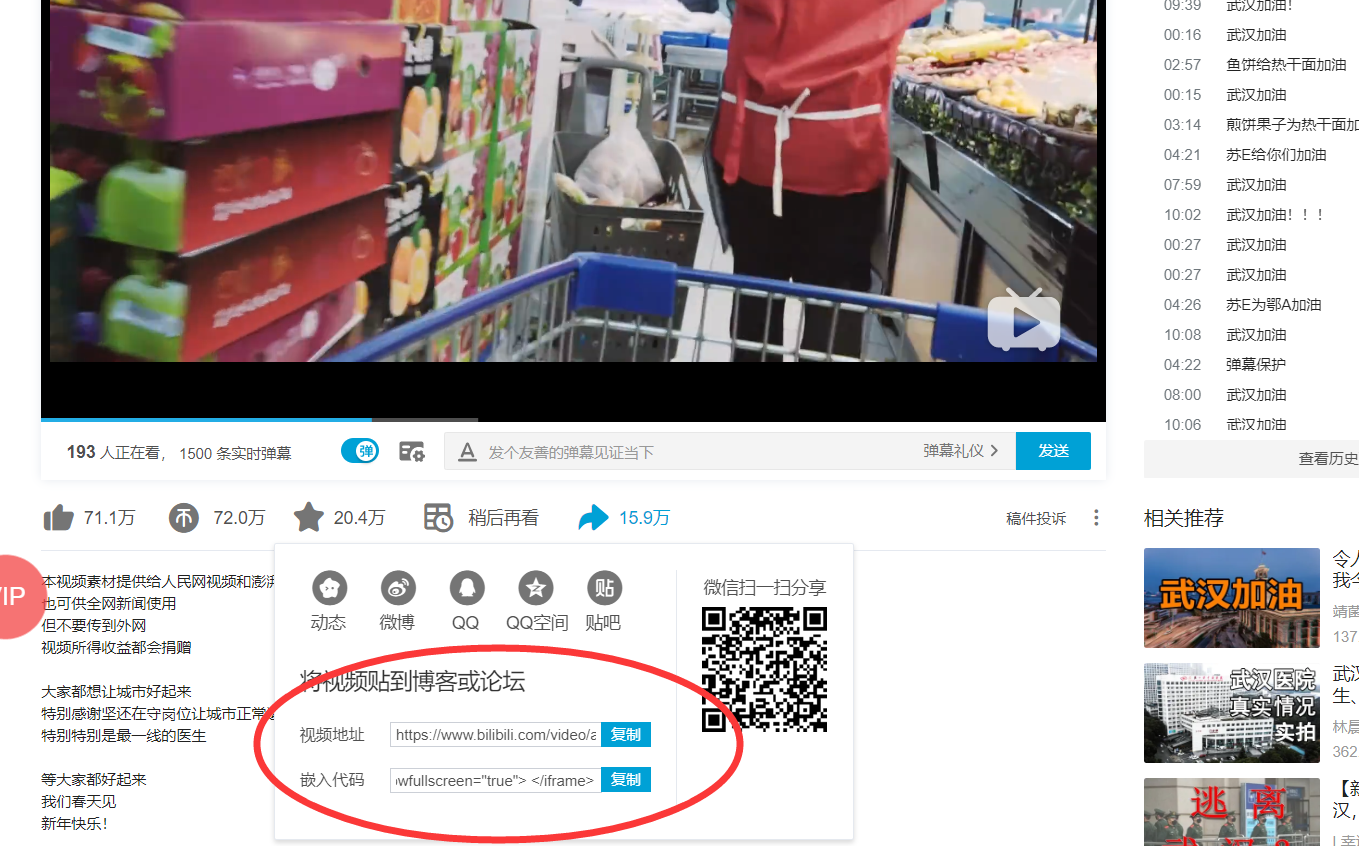 09:39 武汉加油！
00:16 武汉加油
02:57 鱼饼给热干面加油
00:15 武汉加油
03:14 煎饼果子为热干面加
04:21 苏E给你们加油
07:59 武汉加油
10:02 武汉加油！！！
00:27 武汉加油
00:27 武汉加油
04:26 苏E为鄂A加油
10:08 武汉加油
04:22 弹幕保护
08:00 武汉加油
10:06 武汉加油
查看历史
193 人正在看， 1500 条实时弹幕
弹
A 发个友善的弹幕见证当下
弹幕礼仪
发送
71.1万
币 72.0万
20.4万
稍后再看
15.9万
稿件投诉
VIP
本视频素材提供给人民网视频和澎湃
也可供全网新闻使用
但不要传到外网
视频所得收益都会捐赠
大家都想让城市好起来
特别感谢坚还在守岗位让城市正常
特别特别是最一线的医生
等大家都好起来
我们春天见
新年快乐！
贴
动态 微博 QQ QQ空间 贴吧
微信扫一扫分享
将视频贴到博客或论坛
视频地址 https://www.bilibili.com/video/a 复制
嵌入代码 owfullscreen="true"> </iframe> 复制
相关推荐
武汉加油
令人
我今
靖菌
137
武汉医院
真实情况
实拍
武汉
生、
林晨
362
逃离
【新
汉，